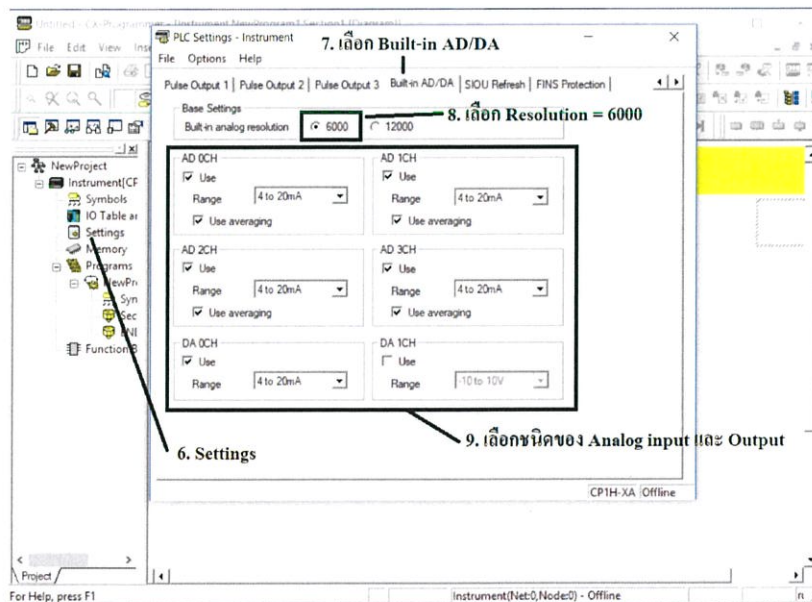 Untitled - CX-Programmer - [Instrument.NewProgram1.Section1 [Diagram]]
File Edit View Inse
PLC Settings - Instrument
7. เลือก Built-in AD/DA
File Options Help
Pulse Output 1 Pulse Output 2 Pulse Output 3 Built-in AD/DA SIOU Refresh FINS Protection
Base Settings
Built-in analog resolution 6000 12000
8. เลือก Resolution = 6000
AD 0CH
Use
Range 4 to 20mA
Use averaging
AD 1CH
Use
Range 4 to 20mA
Use averaging
AD 2CH
Use
Range 4 to 20mA
Use averaging
AD 3CH
Use
Range 4 to 20mA
Use averaging
DA 0CH
Use
Range 4 to 20mA
DA 1CH
Use
Range -10 to 10V
NewProject
Instrument[CP
Symbols
IO Table an
Settings
Memory
Programs
NewPr
Syn
Sec
END
Function B
6. Settings
9. เลือกชนิดของ Analog input และ Output
CP1H-XA Offline
Project
For Help, press F1
Instrument(Net:0,Node:0) - Offline